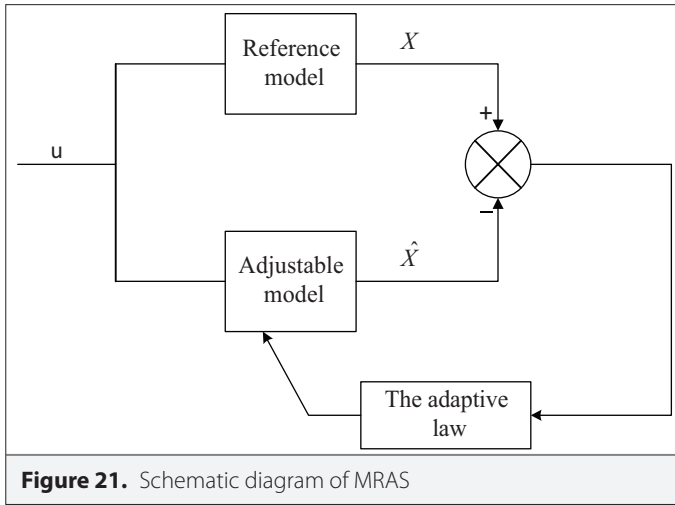 Reference
model
X
+
u
−
Adjustable
model
X̂
The adaptive
law
Figure 21. Schematic diagram of MRAS